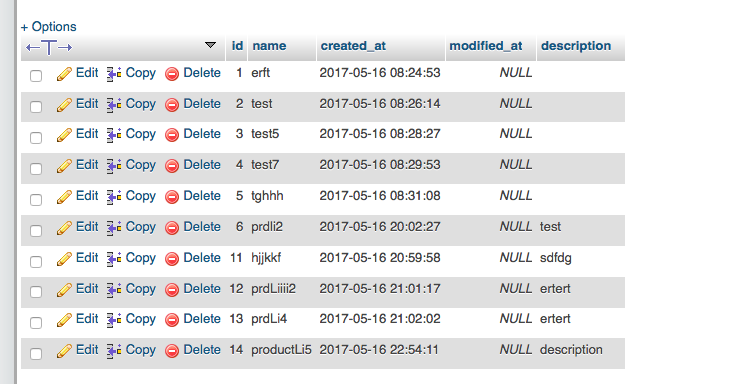 + Options
←T→ id name created_at modified_at description
Edit Copy Delete 1 erft 2017-05-16 08:24:53 NULL
Edit Copy Delete 2 test 2017-05-16 08:26:14 NULL
Edit Copy Delete 3 test5 2017-05-16 08:28:27 NULL
Edit Copy Delete 4 test7 2017-05-16 08:29:53 NULL
Edit Copy Delete 5 tghhh 2017-05-16 08:31:08 NULL
Edit Copy Delete 6 prdli2 2017-05-16 20:02:27 NULL test
Edit Copy Delete 11 hjjkkf 2017-05-16 20:59:58 NULL sdfdg
Edit Copy Delete 12 prdLiiii2 2017-05-16 21:01:17 NULL ertert
Edit Copy Delete 13 prdLi4 2017-05-16 21:02:02 NULL ertert
Edit Copy Delete 14 productLi5 2017-05-16 22:54:11 NULL description